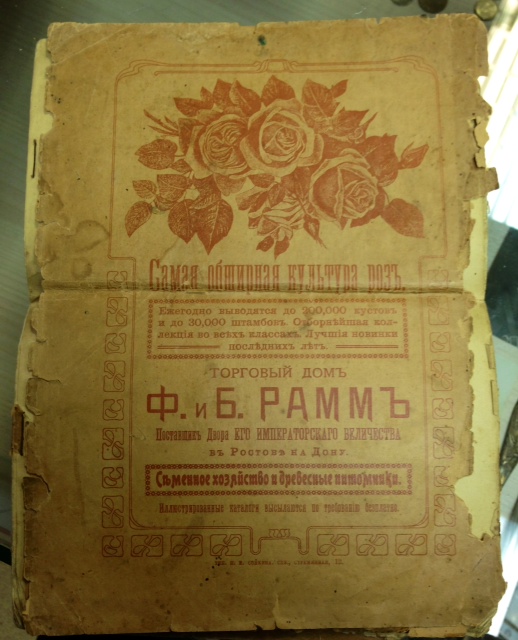 Самая обширная культура розъ.
Ежегодно выводится до 200,000 кустовъ
и до 30,000 штамбовъ. Отборнѣйшая кол-
лекція во всѣхъ классахъ. Лучшія новинки
послѣднихъ лѣтъ.
ТОРГОВЫЙ ДОМЪ
Ф. и Б. РАММЪ
Поставщикъ Двора ЕГО ИМПЕРАТОРСКАГО ВЕЛИЧЕСТВА
въ Ростовѣ на Дону.
Сѣменное хозяйство и древесные питомники.
Иллюстрированные каталоги высылаются по требованію безплатно.